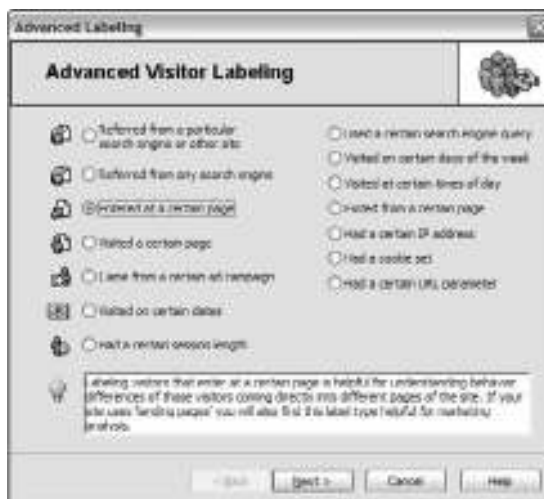 Advanced Labeling
Advanced Visitor Labeling
Referred from a particular
search engine or other site
Referred from any search engine
Entered at a certain page
Visited a certain page
Came from a certain ad campaign
Visited on certain dates
Had a certain session length
Used a certain search engine query
Visited on certain days of the week
Visited at certain times of day
Exited from a certain page
Had a certain IP address
Had a cookie set
Had a certain URL parameter
Labeling visitors that enter at a certain page is helpful for understanding behavior
differences of those visitors coming directly into different pages of the site. If your
site uses 'landing pages' you will also find this label type helpful for marketing
analysis.
< Back
Next >
Cancel
Help